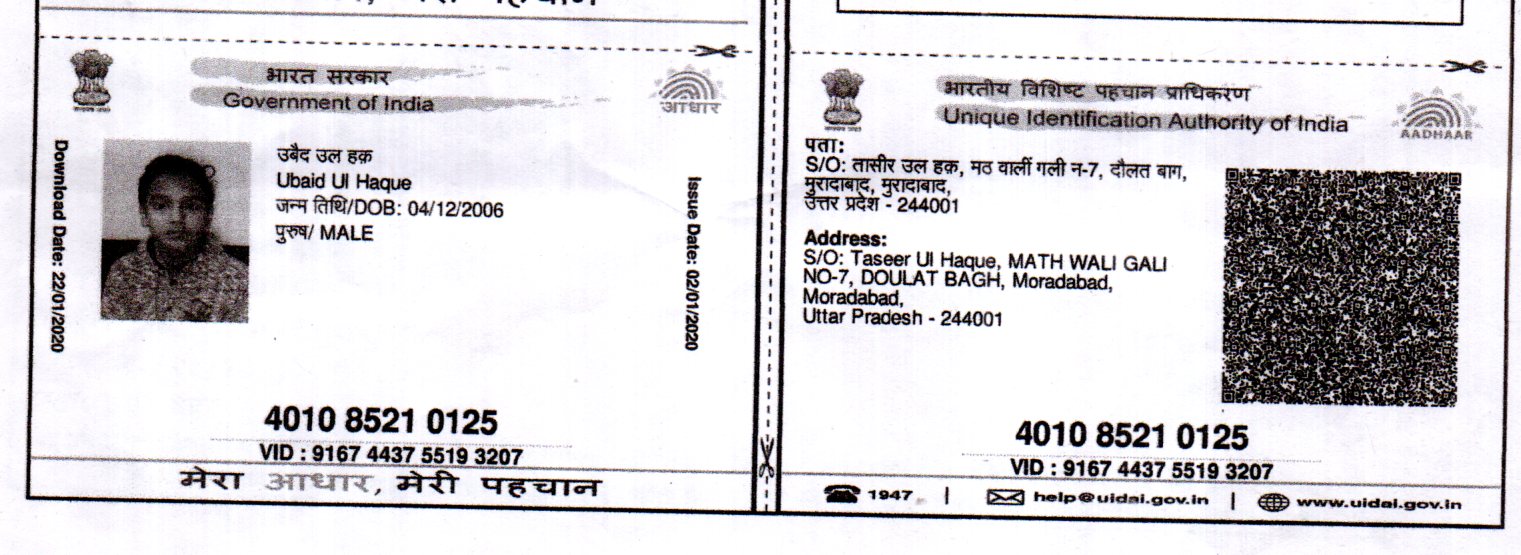 भारत सरकार
Government of India
आधार
Download Date: 22/01/2020
उबैद उल हक़
Ubaid Ul Haque
जन्म तिथि/DOB: 04/12/2006
पुरुष/ MALE
Issue Date: 02/01/2020
4010 8521 0125
VID : 9167 4437 5519 3207
मेरा आधार, मेरी पहचान
भारतीय विशिष्ट पहचान प्राधिकरण
Unique Identification Authority of India
AADHAAR
पता:
S/O: तासीर उल हक़, मठ वालीं गली न-7, दौलत बाग,
मुरादाबाद, मुरादाबाद,
उत्तर प्रदेश - 244001
Address:
S/O: Taseer Ul Haque, MATH WALI GALI
NO-7, DOULAT BAGH, Moradabad,
Moradabad,
Uttar Pradesh - 244001
4010 8521 0125
VID : 9167 4437 5519 3207
1947 | help@uidai.gov.in | www.uidai.gov.in